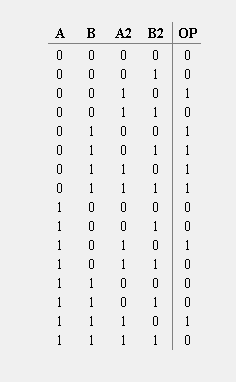 A B A2 B2 OP
0 0 0 0 0
0 0 0 1 0
0 0 1 0 1
0 0 1 1 0
0 1 0 0 1
0 1 0 1 1
0 1 1 0 1
0 1 1 1 1
1 0 0 0 0
1 0 0 1 0
1 0 1 0 1
1 0 1 1 0
1 1 0 0 0
1 1 0 1 0
1 1 1 0 1
1 1 1 1 0